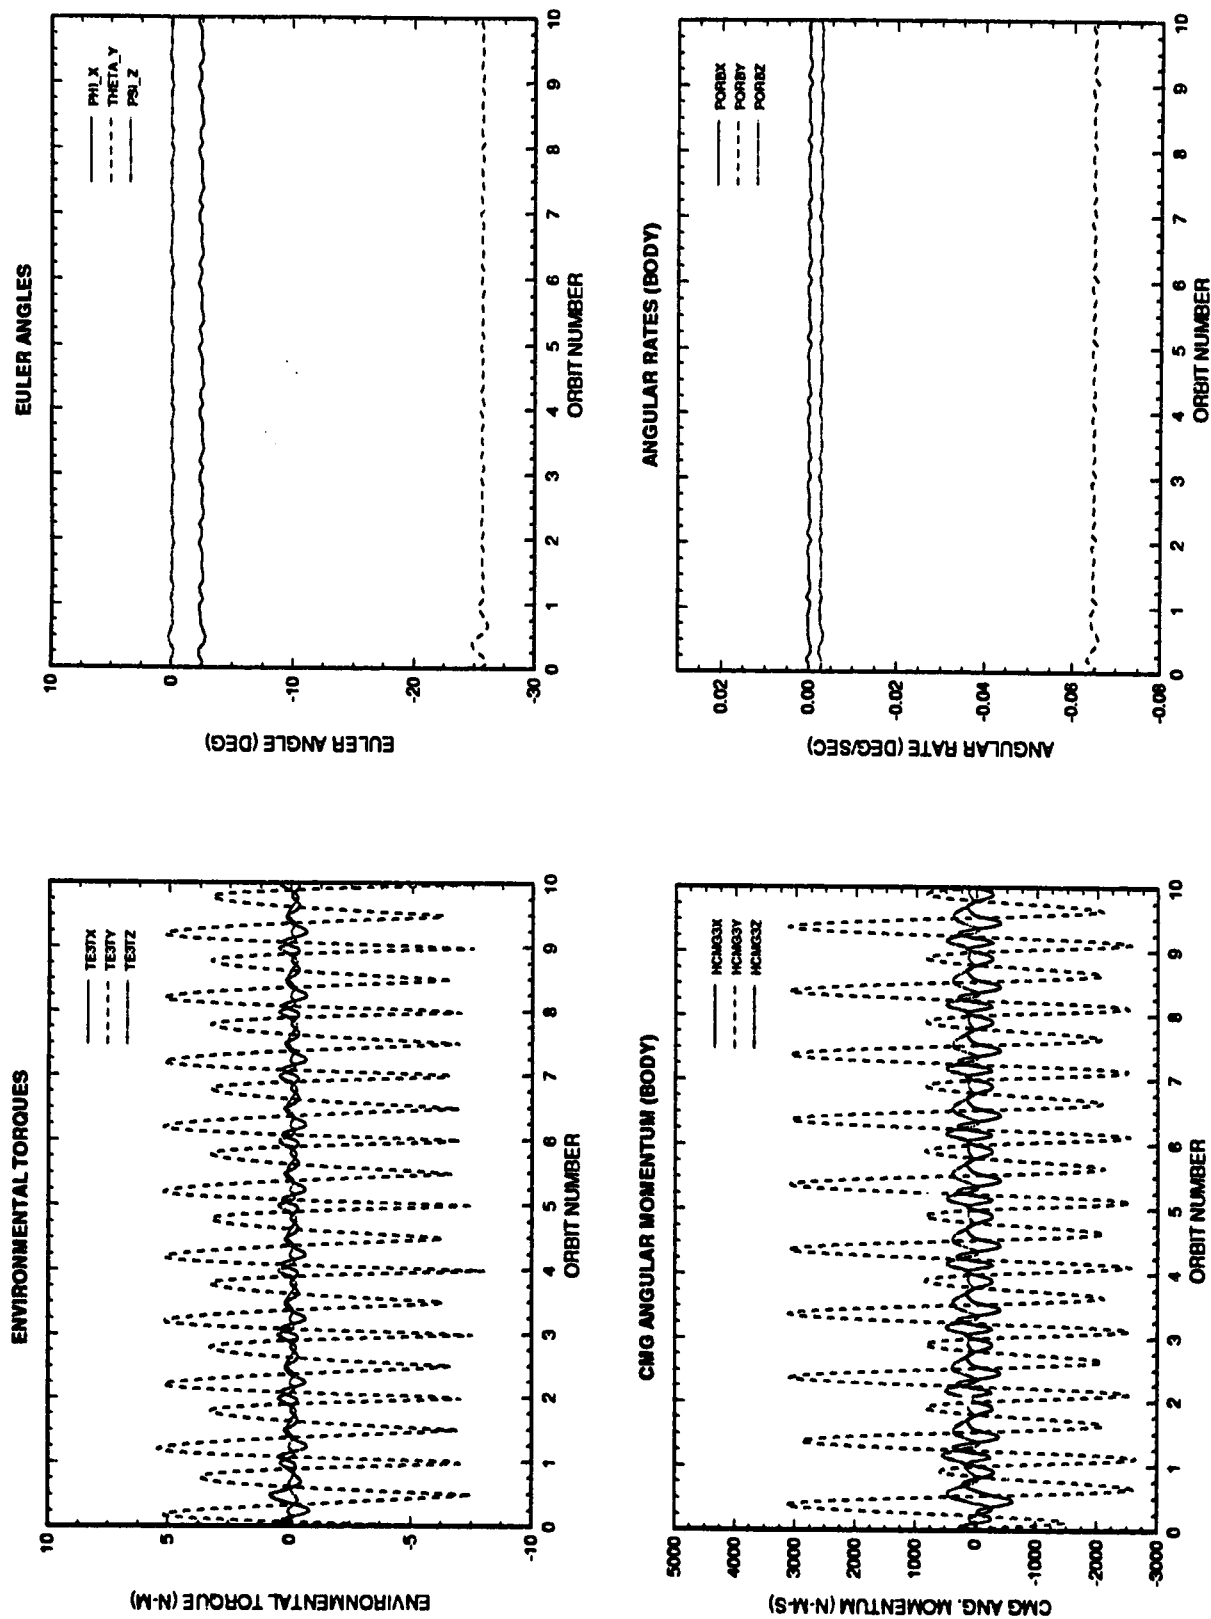 ENVIRONMENTAL TORQUES
ENVIRONMENTAL TORQUE (N-M)
10
5
0
-5
-10
TE3TX
TE3TY
TE3TZ
0 1 2 3 4 5 6 7 8 9 10
ORBIT NUMBER
EULER ANGLES
EULER ANGLE (DEG)
10
0
-10
-20
-30
PHI_X
THETA_Y
PSI_Z
0 1 2 3 4 5 6 7 8 9 10
ORBIT NUMBER
CMG ANGULAR MOMENTUM (BODY)
CMG ANG. MOMENTUM (N-M-S)
5000
4000
3000
2000
1000
0
-1000
-2000
-3000
HCMG3X
HCMG3Y
HCMG3Z
0 1 2 3 4 5 6 7 8 9 10
ORBIT NUMBER
ANGULAR RATES (BODY)
ANGULAR RATE (DEG/SEC)
0.02
0.00
-0.02
-0.04
-0.06
-0.08
PORBX
PORBY
PORBZ
0 1 2 3 4 5 6 7 8 9 10
ORBIT NUMBER